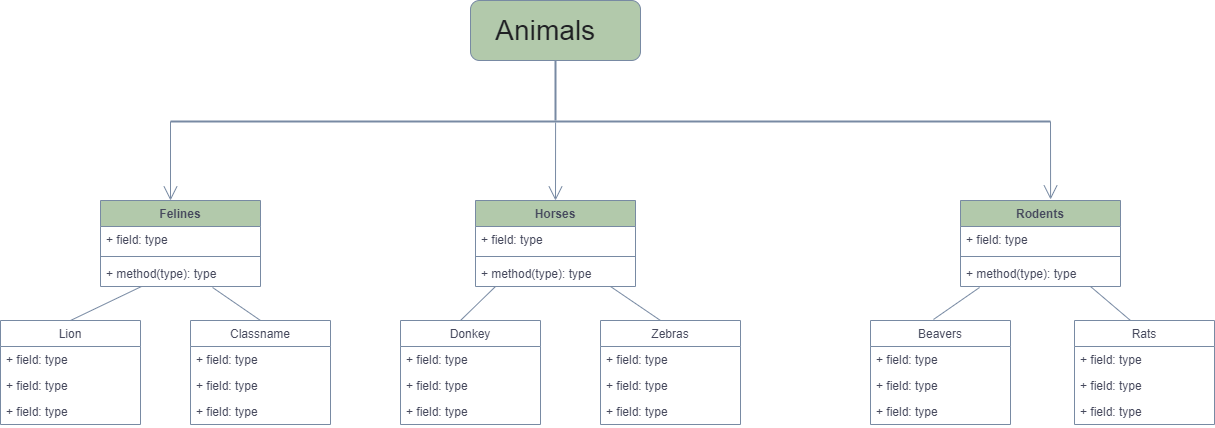 Animals
Felines
+ field: type
+ method(type): type
Horses
+ field: type
+ method(type): type
Rodents
+ field: type
+ method(type): type
Lion
+ field: type
+ field: type
+ field: type
Classname
+ field: type
+ field: type
+ field: type
Donkey
+ field: type
+ field: type
+ field: type
Zebras
+ field: type
+ field: type
+ field: type
Beavers
+ field: type
+ field: type
+ field: type
Rats
+ field: type
+ field: type
+ field: type